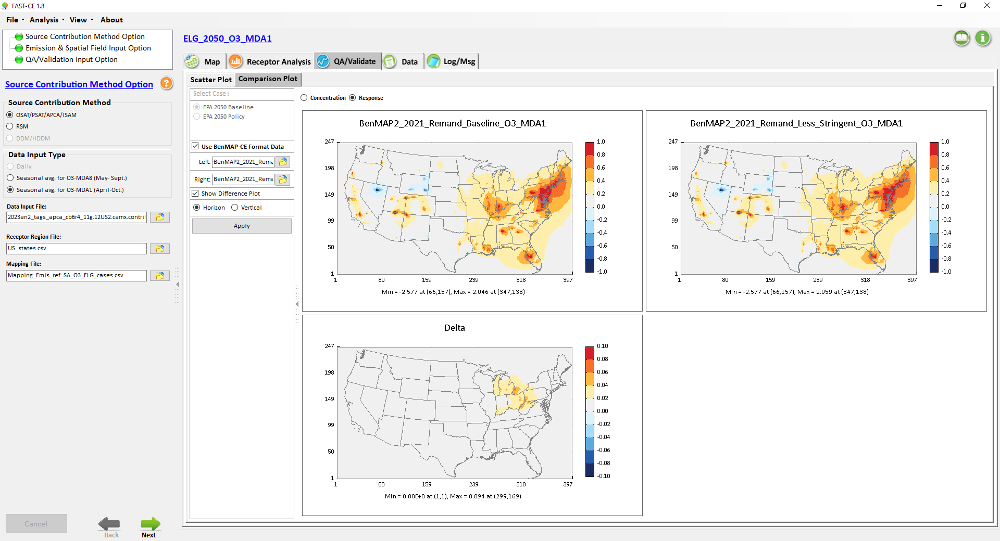 FAST-CE 1.8
File Analysis View About
Source Contribution Method Option
Emission & Spatial Field Input Option
QA/Validation Input Option
Source Contribution Method Option
Source Contribution Method
OSAT/PSAT/APCA/ISAM
RSM
DDM/HDDM
Data Input Type
Daily
Seasonal avg. for O3-MDA8 (May- Sept.)
Seasonal avg. for O3-MDA1 (April-Oct.)
Data Input File:
2023en2_tags_apca_cb6r4_11g.12US2.camx.contril
Receptor Region File:
US_states.csv
Mapping File:
Mapping_Emis_ref_SA_O3_ELG_cases.csv
Cancel
Back
Next
ELG_2050_O3_MDA1
Map
Receptor Analysis
QA/Validate
Data
Log/Msg
Scatter Plot
Comparison Plot
Select Case:
EPA 2050 Baseline
EPA 2050 Policy
Use BenMAP-CE Format Data
Left: BenMAP2_2021_Rema
Right: BenMAP2_2021_Rema
Show Difference Plot
Horizon Vertical
Apply
Concentration Response
BenMAP2_2021_Remand_Baseline_O3_MDA1
247
198
149
99
50
1
1 80 159 239 318 397
1.0
0.8
0.6
0.4
0.2
0.0
-0.2
-0.4
-0.6
-0.8
-1.0
Min = -2.577 at (66,157), Max = 2.046 at (347,138)
BenMAP2_2021_Remand_Less_Stringent_O3_MDA1
247
198
149
99
50
1
1 80 159 239 318 397
1.0
0.8
0.6
0.4
0.2
0.0
-0.2
-0.4
-0.6
-0.8
-1.0
Min = -2.577 at (66,157), Max = 2.059 at (347,138)
Delta
247
198
149
99
50
1
1 80 159 239 318 397
0.10
0.08
0.06
0.04
0.02
0.00
-0.02
-0.04
-0.06
-0.08
-0.10
Min = 0.00E+0 at (1,1), Max = 0.094 at (299,169)